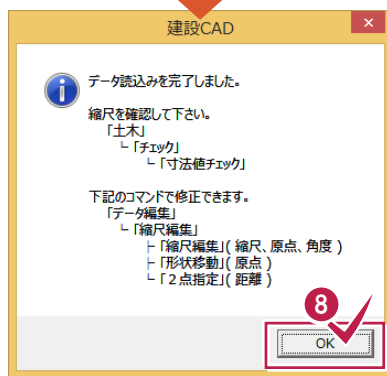 建設CAD
データ読込みを完了しました。
縮尺を確認して下さい。
「土木」
└「チェック」
└「寸法値チェック」
下記のコマンドで修正できます。
「データ編集」
└「縮尺編集」
├「縮尺編集」( 縮尺、原点、角度 )
├「形状移動」( 原点 )
└「２点指定」( 距離 )
8
OK